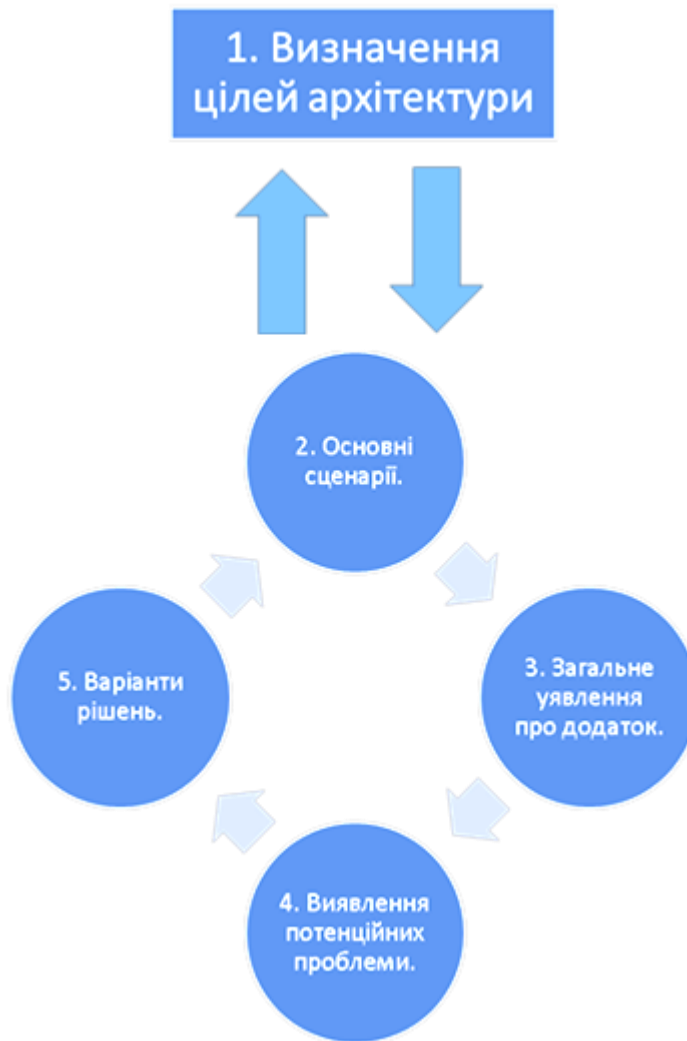 1. Визначення
цілей архітектури
2. Основні
сценарії.
3. Загальне
уявлення
про додаток.
4. Виявлення
потенційних
проблеми.
5. Варіанти
рішень.